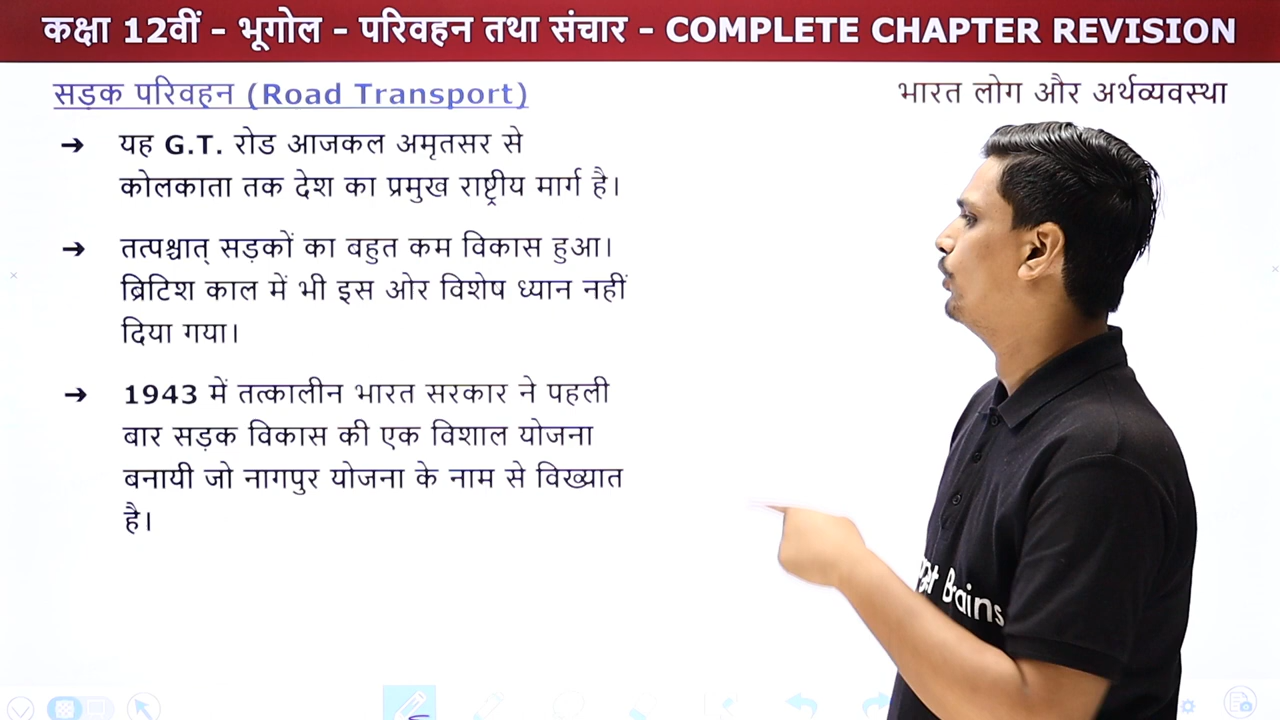 कक्षा 12वीं - भूगोल - परिवहन तथा संचार - COMPLETE CHAPTER REVISION
सड़क परिवहन (Road Transport)
भारत लोग और अर्थव्यवस्था
➔ यह G.T. रोड आजकल अमृतसर से
कोलकाता तक देश का प्रमुख राष्ट्रीय मार्ग है।
➔ तत्पश्चात् सड़कों का बहुत कम विकास हुआ।
ब्रिटिश काल में भी इस ओर विशेष ध्यान नहीं
दिया गया।
➔ 1943 में तत्कालीन भारत सरकार ने पहली
बार सड़क विकास की एक विशाल योजना
बनायी जो नागपुर योजना के नाम से विख्यात
है।
Brains